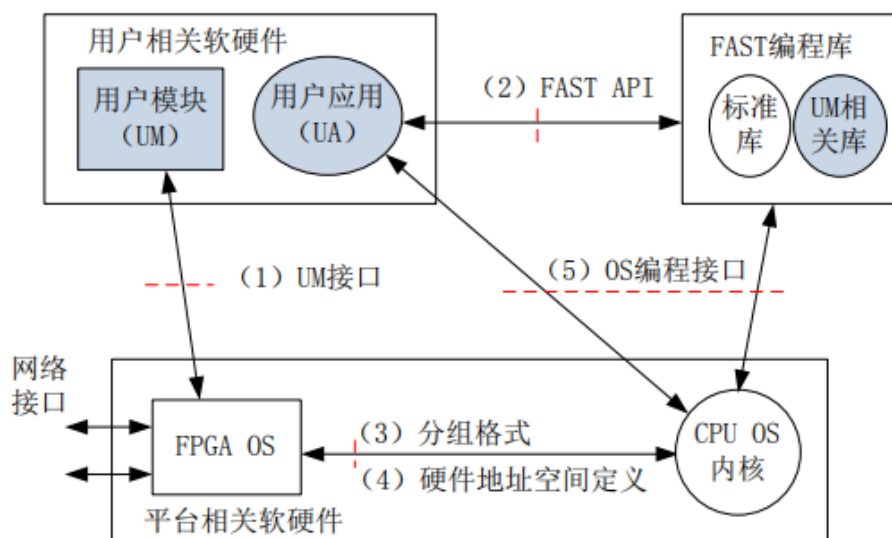 用户相关软硬件
用户模块
（UM）
用户应用
（UA）
（2）FAST API
FAST编程库
标准
库
UM相
关库
（1）UM接口
（5）OS编程接口
网络
接口
FPGA OS
（3）分组格式
（4）硬件地址空间定义
CPU OS
内核
平台相关软硬件